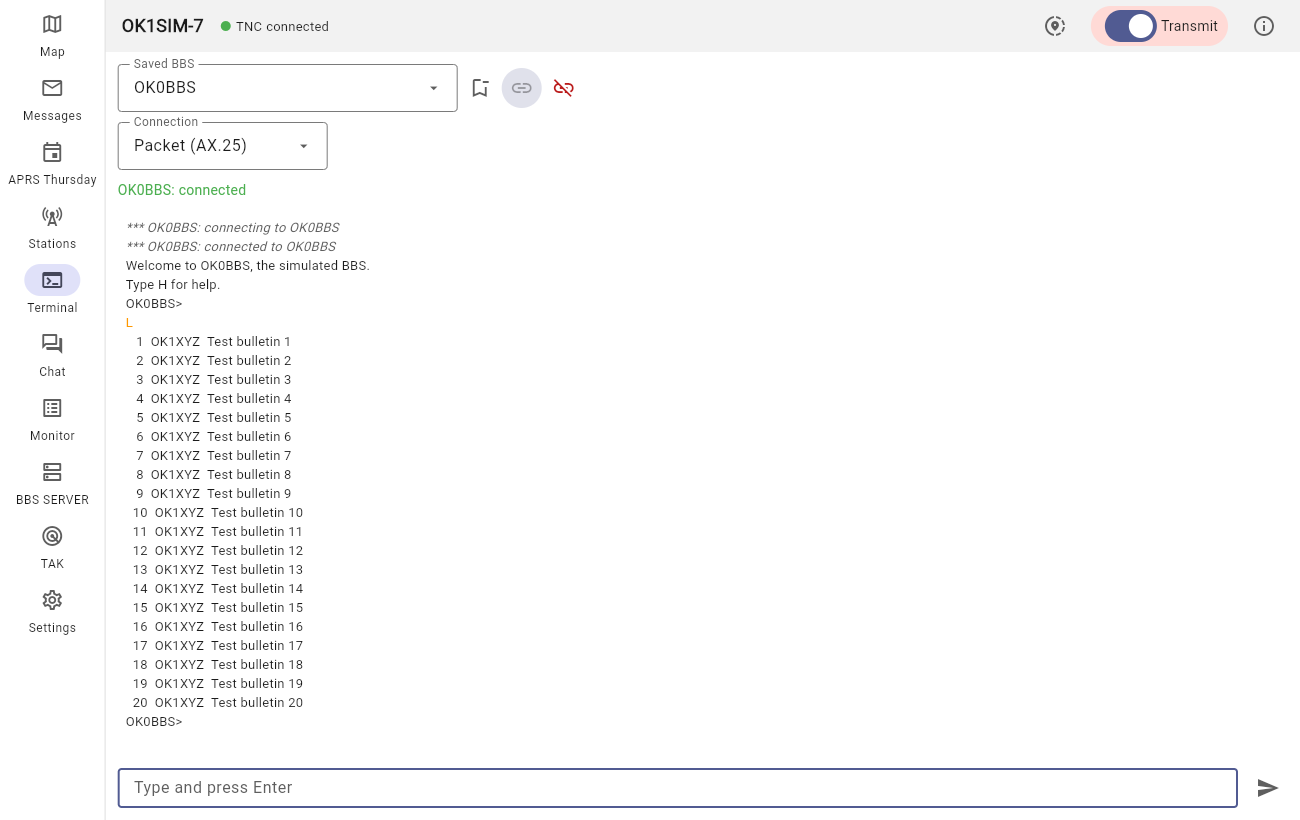 OK1SIM-7
TNC connected
Transmit
Map
Messages
APRS Thursday
Stations
Terminal
Chat
Monitor
BBS SERVER
TAK
Settings
Saved BBS
OK0BBS
Connection
Packet (AX.25)
OK0BBS: connected
*** OK0BBS: connecting to OK0BBS
*** OK0BBS: connected to OK0BBS
Welcome to OK0BBS, the simulated BBS.
Type H for help.
OK0BBS>
L
1 OK1XYZ Test bulletin 1
2 OK1XYZ Test bulletin 2
3 OK1XYZ Test bulletin 3
4 OK1XYZ Test bulletin 4
5 OK1XYZ Test bulletin 5
6 OK1XYZ Test bulletin 6
7 OK1XYZ Test bulletin 7
8 OK1XYZ Test bulletin 8
9 OK1XYZ Test bulletin 9
10 OK1XYZ Test bulletin 10
11 OK1XYZ Test bulletin 11
12 OK1XYZ Test bulletin 12
13 OK1XYZ Test bulletin 13
14 OK1XYZ Test bulletin 14
15 OK1XYZ Test bulletin 15
16 OK1XYZ Test bulletin 16
17 OK1XYZ Test bulletin 17
18 OK1XYZ Test bulletin 18
19 OK1XYZ Test bulletin 19
20 OK1XYZ Test bulletin 20
OK0BBS>
Type and press Enter